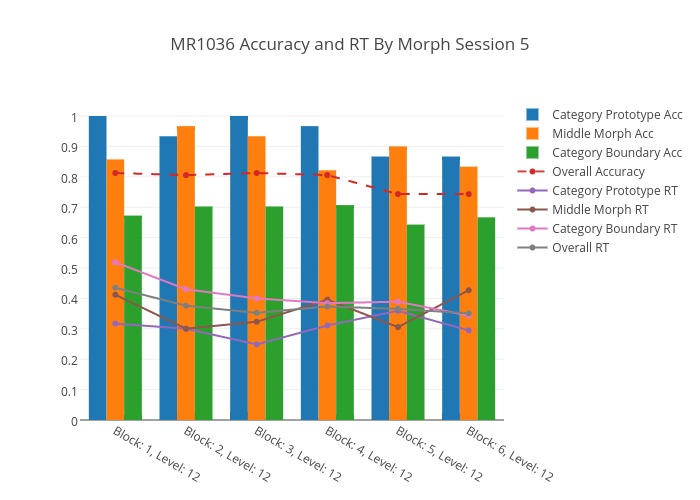 MR1036 Accuracy and RT By Morph Session 5
1
0.9
0.8
0.7
0.6
0.5
0.4
0.3
0.2
0.1
0
Block: 1, Level: 12
Block: 2, Level: 12
Block: 3, Level: 12
Block: 4, Level: 12
Block: 5, Level: 12
Block: 6, Level: 12
Category Prototype Acc
Middle Morph Acc
Category Boundary Acc
Overall Accuracy
Category Prototype RT
Middle Morph RT
Category Boundary RT
Overall RT